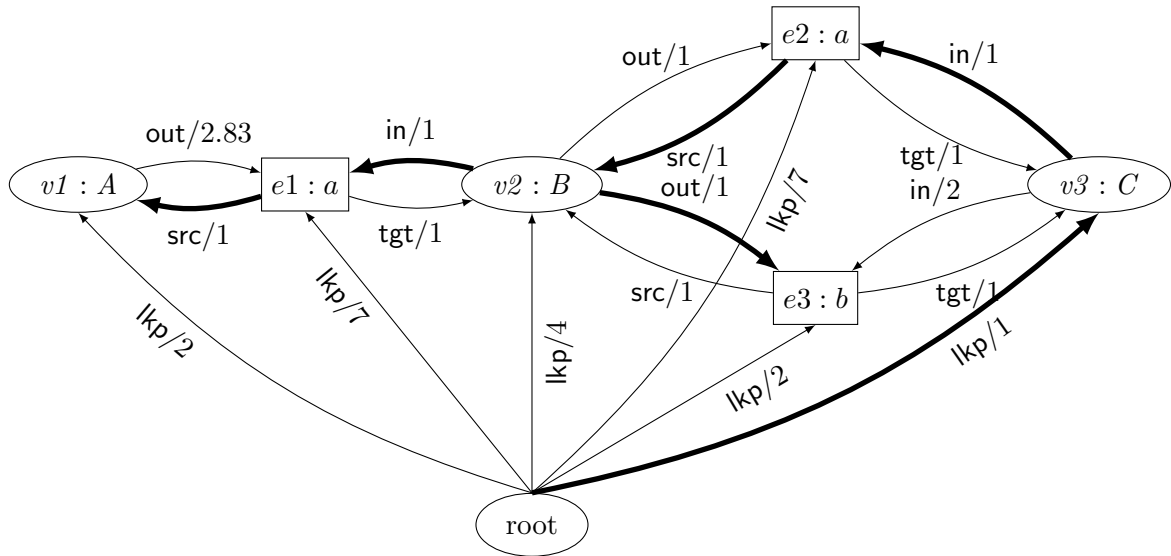 e2 : a
out/1
in/1
out/2.83
in/1
src/1
tgt/1
v1 : A
e1 : a
v2 : B
out/1
in/2
v3 : C
lkp/7
src/1
tgt/1
src/1
e3 : b
tgt/1
lkp/7
lkp/2
lkp/4
lkp/2
lkp/1
root